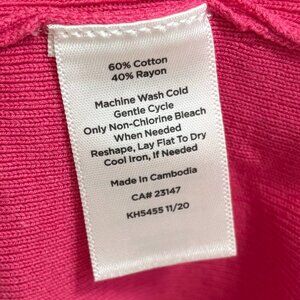 60% Cotton
40% Rayon
Machine Wash Cold
Gentle Cycle
Only Non-Chlorine Bleach
When Needed
Reshape, Lay Flat To Dry
Cool Iron, If Needed
Made In Cambodia
CA# 23147
KH5455 11/20